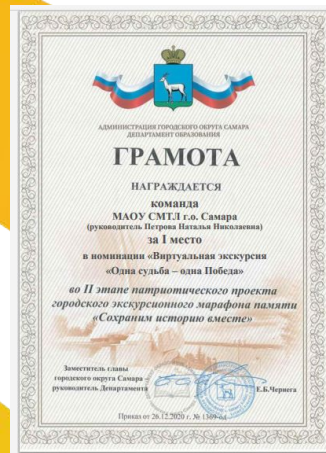 АДМИНИСТРАЦИЯ ГОРОДСКОГО ОКРУГА САМАРА
ДЕПАРТАМЕНТ ОБРАЗОВАНИЯ
ГРАМОТА
НАГРАЖДАЕТСЯ
команда
МАОУ СМТЛ г.о. Самара
(руководитель Петрова Наталья Николаевна)
за I место
в номинации «Виртуальная экскурсия
«Одна судьба – одна Победа»
во II этапе патриотического проекта
городского экскурсионного марафона памяти
«Сохраним историю вместе»
Заместитель главы
городского округа Самара –
руководитель Департамента
Е.Б.Чернега
Приказ от 26.12.2020 г. № 1369-од